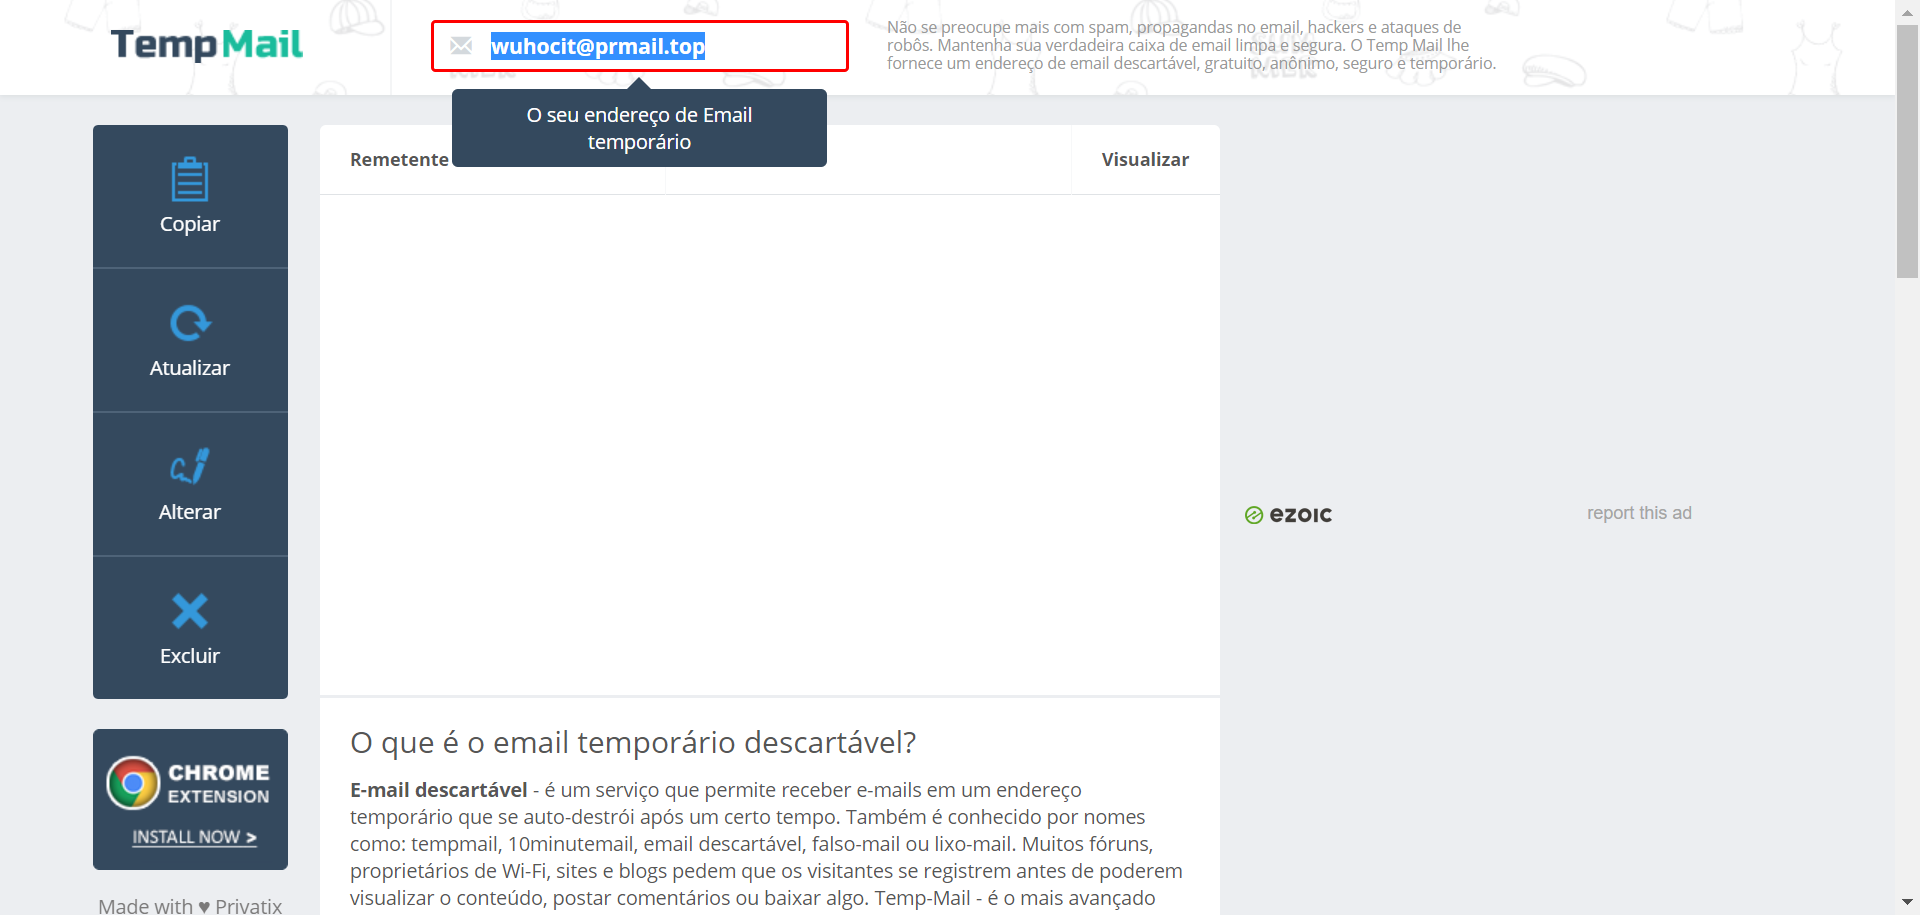 TempMail
wuhocit@prmail.top
Não se preocupe mais com spam, propagandas no email, hackers e ataques de
robôs. Mantenha sua verdadeira caixa de email limpa e segura. O Temp Mail lhe
fornece um endereço de email descartável, gratuito, anônimo, seguro e temporário.
O seu endereço de Email
temporário
Remetente
Visualizar
Copiar
Atualizar
Alterar
Excluir
ezoic
report this ad
CHROME
EXTENSION
INSTALL NOW >
Made with ♥ Privatix
O que é o email temporário descartável?
E-mail descartável - é um serviço que permite receber e-mails em um endereço
temporário que se auto-destrói após um certo tempo. Também é conhecido por nomes
como: tempmail, 10minutemail, email descartável, falso-mail ou lixo-mail. Muitos fóruns,
proprietários de Wi-Fi, sites e blogs pedem que os visitantes se registrem antes de poderem
visualizar o conteúdo, postar comentários ou baixar algo. Temp-Mail - é o mais avançado